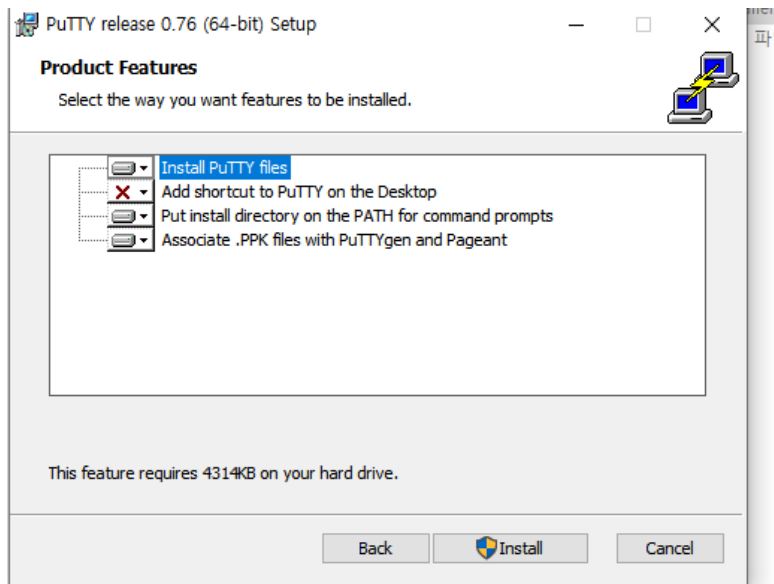 PuTTY release 0.76 (64-bit) Setup
파
Product Features
Select the way you want features to be installed.
Install PuTTY files
Add shortcut to PuTTY on the Desktop
Put install directory on the PATH for command prompts
Associate .PPK files with PuTTYgen and Pageant
This feature requires 4314KB on your hard drive.
Back
Install
Cancel